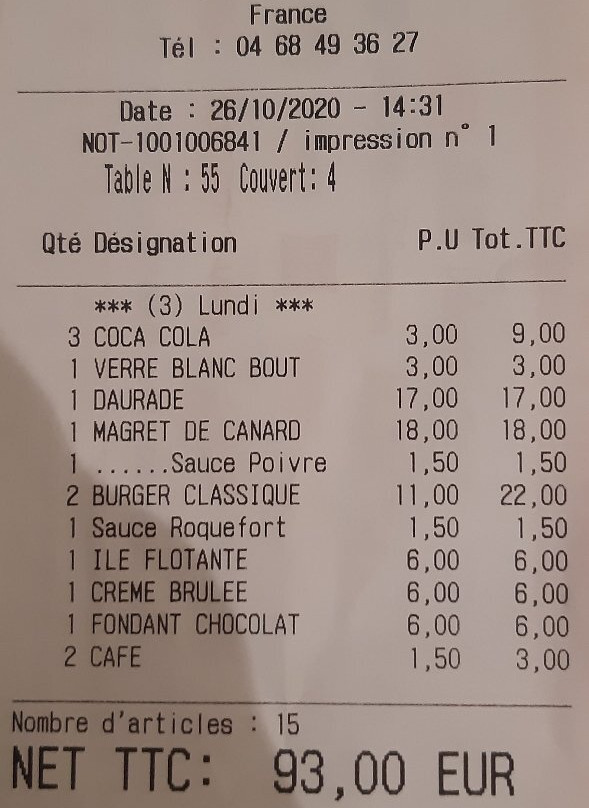 France
Tél : 04 68 49 36 27
Date : 26/10/2020 - 14:31
NOT-1001006841 / impression n° 1
Table N : 55 Couvert: 4
Qté Désignation P.U Tot.TTC
*** (3) Lundi ***
3 COCA COLA 3,00 9,00
1 VERRE BLANC BOUT 3,00 3,00
1 DAURADE 17,00 17,00
1 MAGRET DE CANARD 18,00 18,00
1 ......Sauce Poivre 1,50 1,50
2 BURGER CLASSIQUE 11,00 22,00
1 Sauce Roquefort 1,50 1,50
1 ILE FLOTANTE 6,00 6,00
1 CREME BRULEE 6,00 6,00
1 FONDANT CHOCOLAT 6,00 6,00
2 CAFE 1,50 3,00
Nombre d'articles : 15
NET TTC: 93,00 EUR